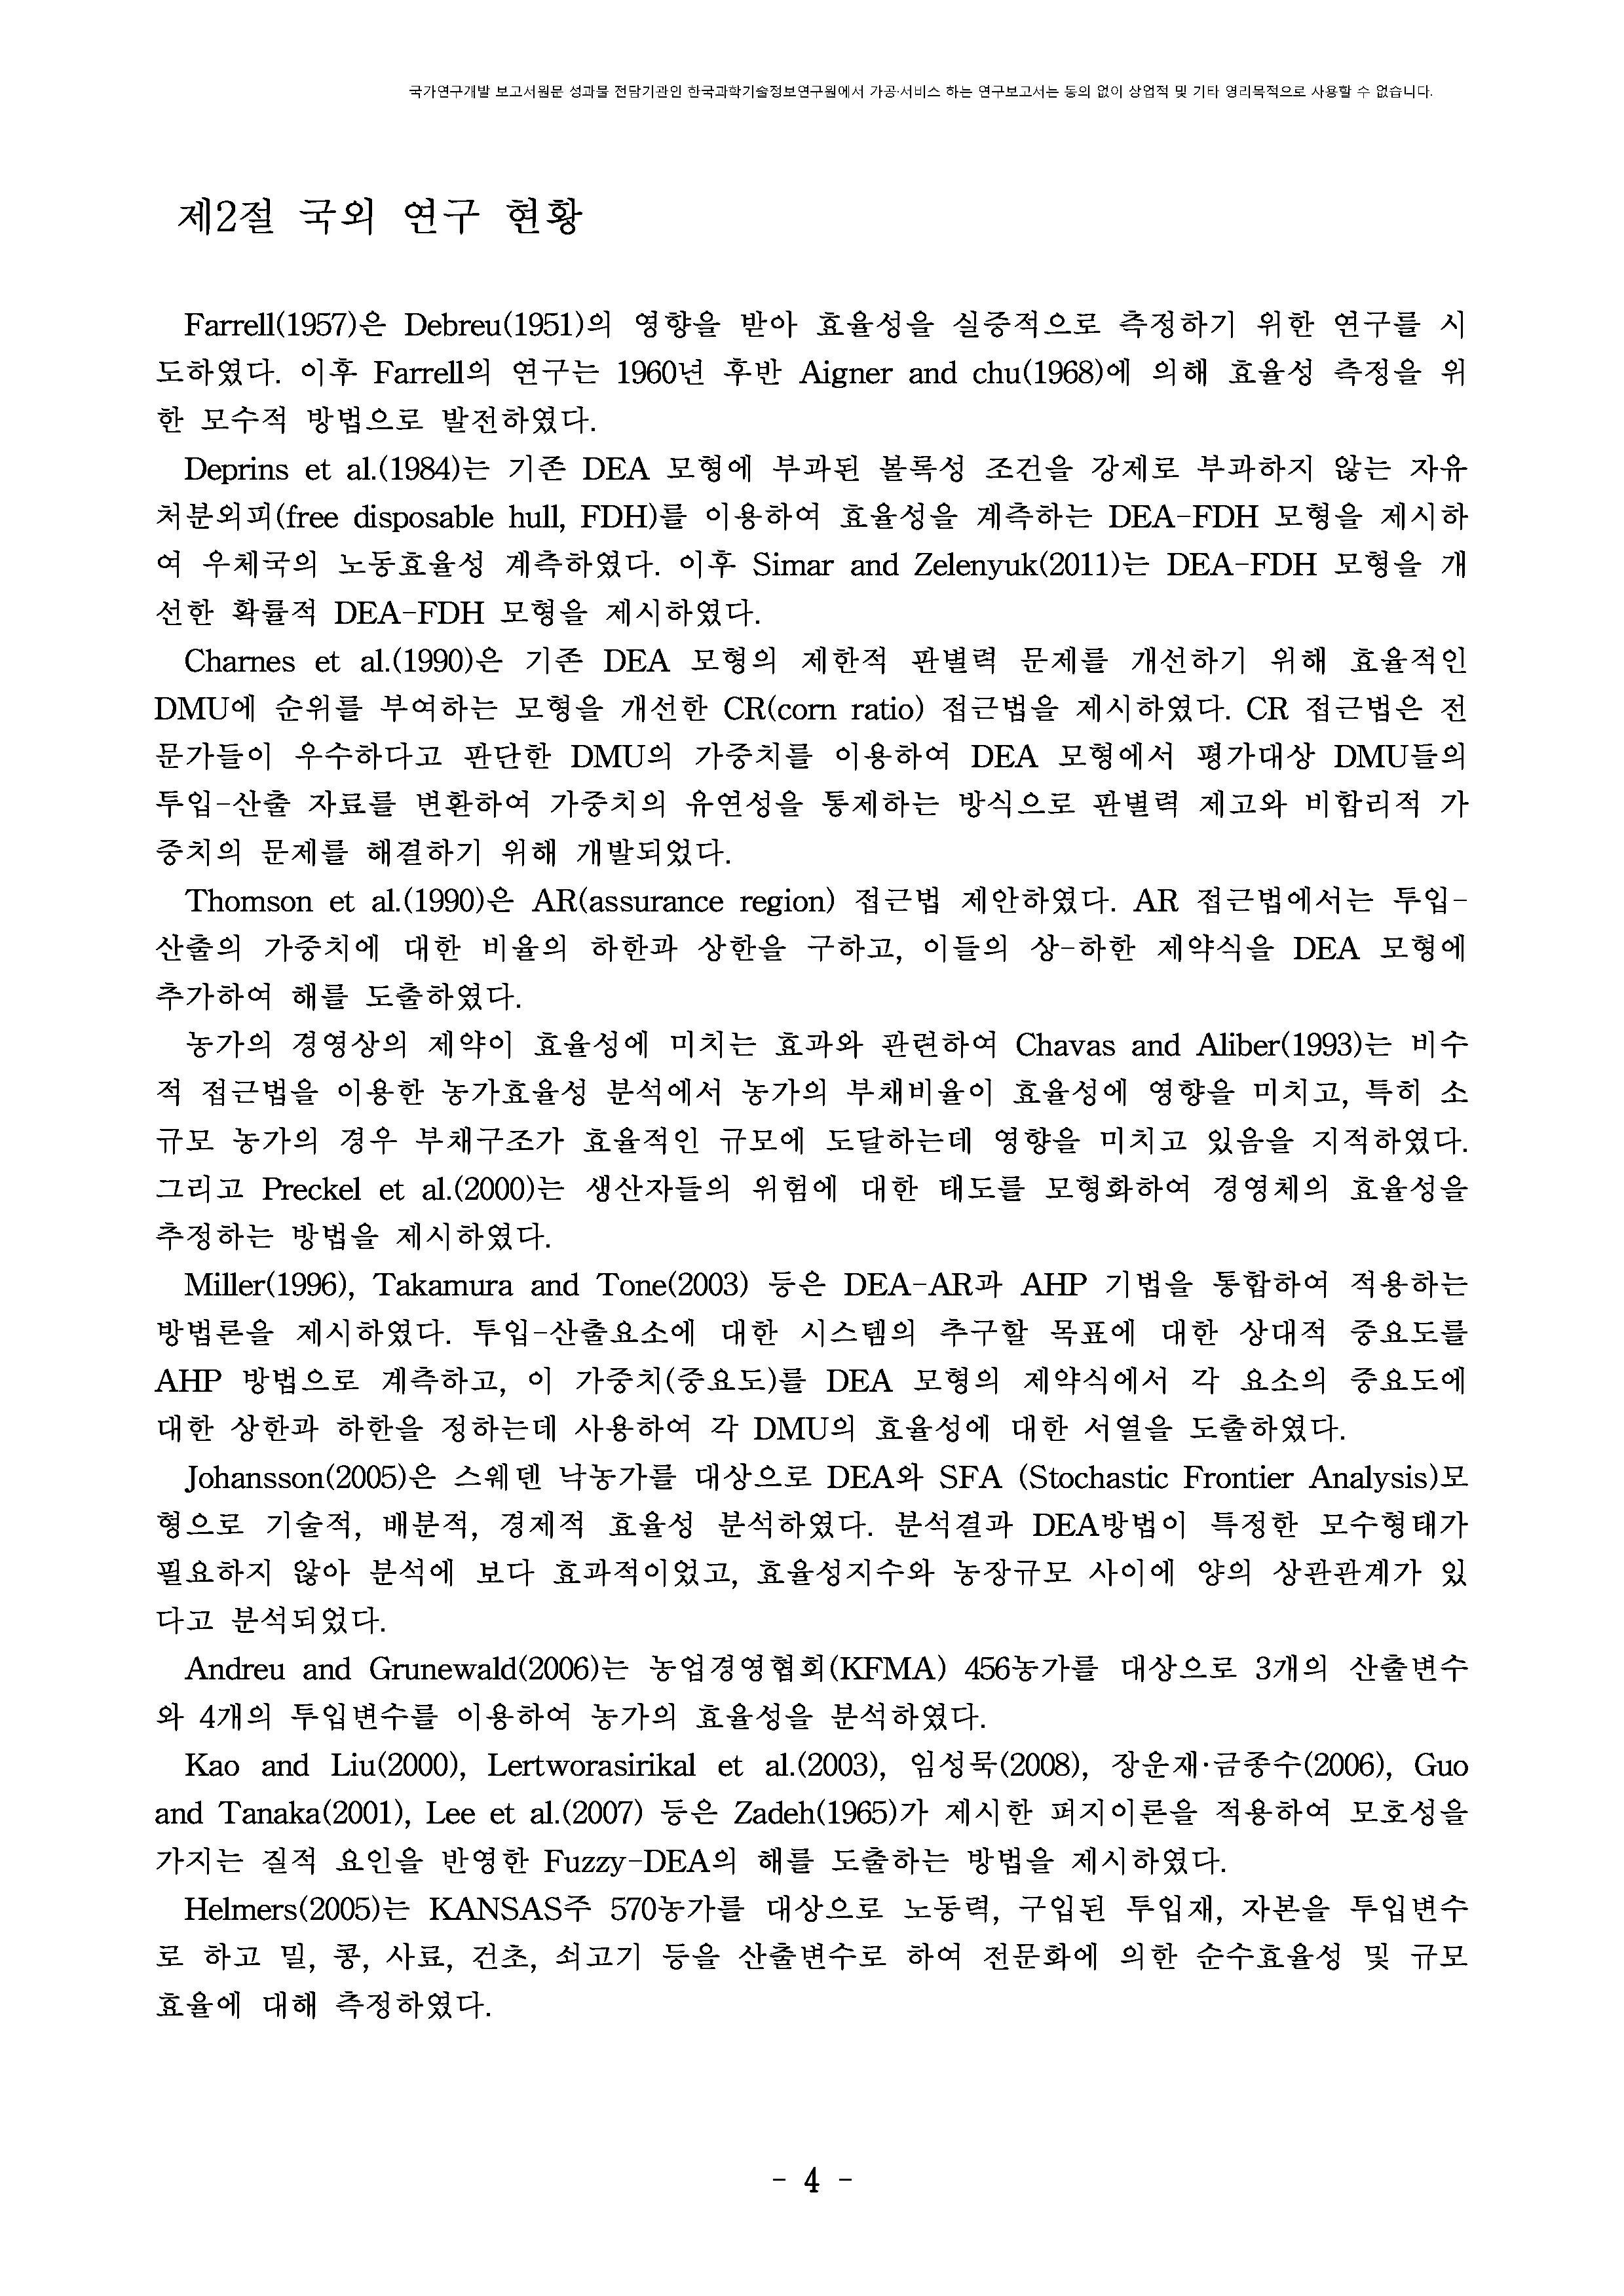 국가연구개발 보고서원문 성과물 전담기관인 한국과학기술정보연구원에서 가공·서비스 하는 연구보고서는 동의 없이 상업적 및 기타 영리목적으로 사용할 수 없습니다.
제2절 국외 연구 현황
Farrell(1957)은 Debreu(1951)의 영향을 받아 효율성을 실증적으로 측정하기 위한 연구를 시
도하였다. 이후 Farrell의 연구는 1960년 후반 Aigner and chu(1968)에 의해 효율성 측정을 위
한 모수적 방법으로 발전하였다.
Deprins et al.(1984)는 기존 DEA 모형에 부과된 볼록성 조건을 강제로 부과하지 않는 자유
처분외피(free disposable hull, FDH)를 이용하여 효율성을 계측하는 DEA-FDH 모형을 제시하
여 우체국의 노동효율성 계측하였다. 이후 Simar and Zelenyuk(2011)는 DEA-FDH 모형을 개
선한 확률적 DEA-FDH 모형을 제시하였다.
Charnes et al.(1990)은 기존 DEA 모형의 제한적 판별력 문제를 개선하기 위해 효율적인
DMU에 순위를 부여하는 모형을 개선한 CR(corn ratio) 접근법을 제시하였다. CR 접근법은 전
문가들이 우수하다고 판단한 DMU의 가중치를 이용하여 DEA 모형에서 평가대상 DMU들의
투입-산출 자료를 변환하여 가중치의 유연성을 통제하는 방식으로 판별력 제고와 비합리적 가
중치의 문제를 해결하기 위해 개발되었다.
Thomson et al.(1990)은 AR(assurance region) 접근법 제안하였다. AR 접근법에서는 투입-
산출의 가중치에 대한 비율의 하한과 상한을 구하고, 이들의 상-하한 제약식을 DEA 모형에
추가하여 해를 도출하였다.
농가의 경영상의 제약이 효율성에 미치는 효과와 관련하여 Chavas and Aliber(1993)는 비수
적 접근법을 이용한 농가효율성 분석에서 농가의 부채비율이 효율성에 영향을 미치고, 특히 소
규모 농가의 경우 부채구조가 효율적인 규모에 도달하는데 영향을 미치고 있음을 지적하였다.
그리고 Preckel et al.(2000)는 생산자들의 위험에 대한 태도를 모형화하여 경영체의 효율성을
추정하는 방법을 제시하였다.
Miller(1996), Takamura and Tone(2003) 등은 DEA-AR과 AHP 기법을 통합하여 적용하는
방법론을 제시하였다. 투입-산출요소에 대한 시스템의 추구할 목표에 대한 상대적 중요도를
AHP 방법으로 계측하고, 이 가중치(중요도)를 DEA 모형의 제약식에서 각 요소의 중요도에
대한 상한과 하한을 정하는데 사용하여 각 DMU의 효율성에 대한 서열을 도출하였다.
Johansson(2005)은 스웨덴 낙농가를 대상으로 DEA와 SFA (Stochastic Frontier Analysis)모
형으로 기술적, 배분적, 경제적 효율성 분석하였다. 분석결과 DEA방법이 특정한 모수형태가
필요하지 않아 분석에 보다 효과적이었고, 효율성지수와 농장규모 사이에 양의 상관관계가 있
다고 분석되었다.
Andreu and Grunewald(2006)는 농업경영협회(KFMA) 456농가를 대상으로 3개의 산출변수
와 4개의 투입변수를 이용하여 농가의 효율성을 분석하였다.
Kao and Liu(2000), Lertworasirikal et al.(2003), 임성묵(2008), 장운재·금종수(2006), Guo
and Tanaka(2001), Lee et al.(2007) 등은 Zadeh(1965)가 제시한 퍼지이론을 적용하여 모호성을
가지는 질적 요인을 반영한 Fuzzy-DEA의 해를 도출하는 방법을 제시하였다.
Helmers(2005)는 KANSAS주 570농가를 대상으로 노동력, 구입된 투입재, 자본을 투입변수
로 하고 밀, 콩, 사료, 건초, 쇠고기 등을 산출변수로 하여 전문화에 의한 순수효율성 및 규모
효율에 대해 측정하였다.
- 4 -